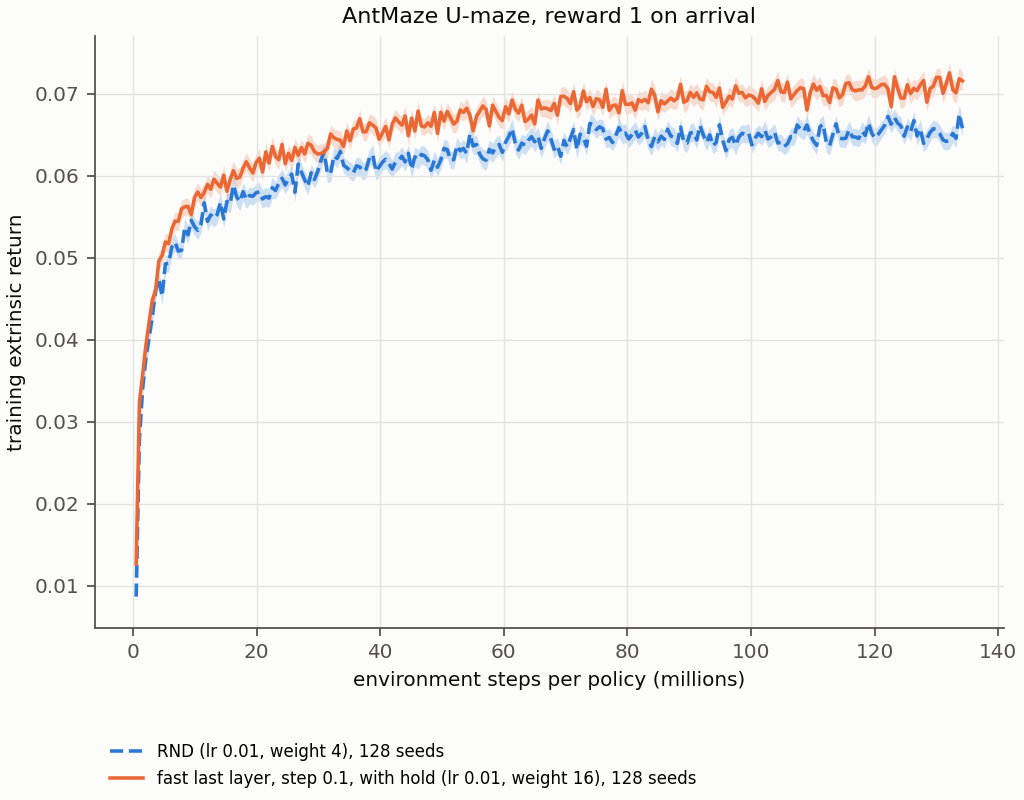 AntMaze U-maze, reward 1 on arrival
training extrinsic return
0.07
0.06
0.05
0.04
0.03
0.02
0.01
0 20 40 60 80 100 120 140
environment steps per policy (millions)
RND (lr 0.01, weight 4), 128 seeds
fast last layer, step 0.1, with hold (lr 0.01, weight 16), 128 seeds